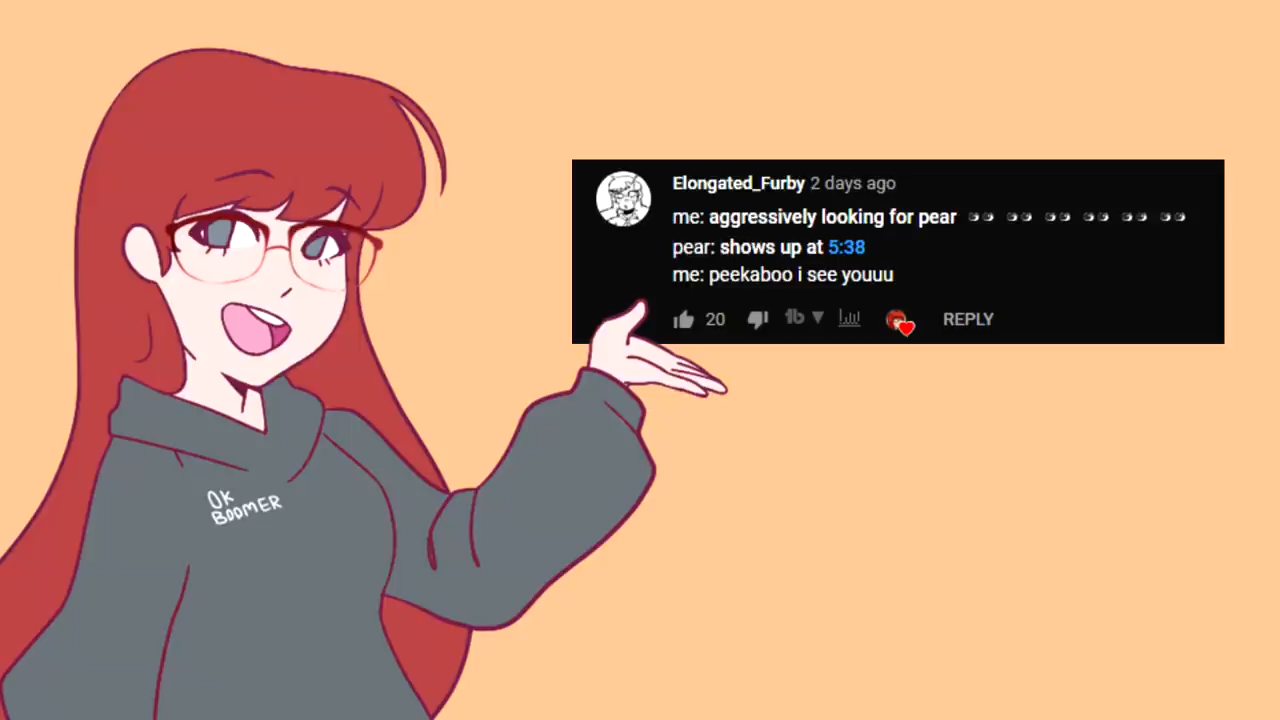 Elongated_Furby 2 days ago
me: aggressively looking for pear 👀 👀 👀 👀 👀 👀
pear: shows up at 5:38
me: peekaboo i see youuu
20 REPLY
OK
BOOMER